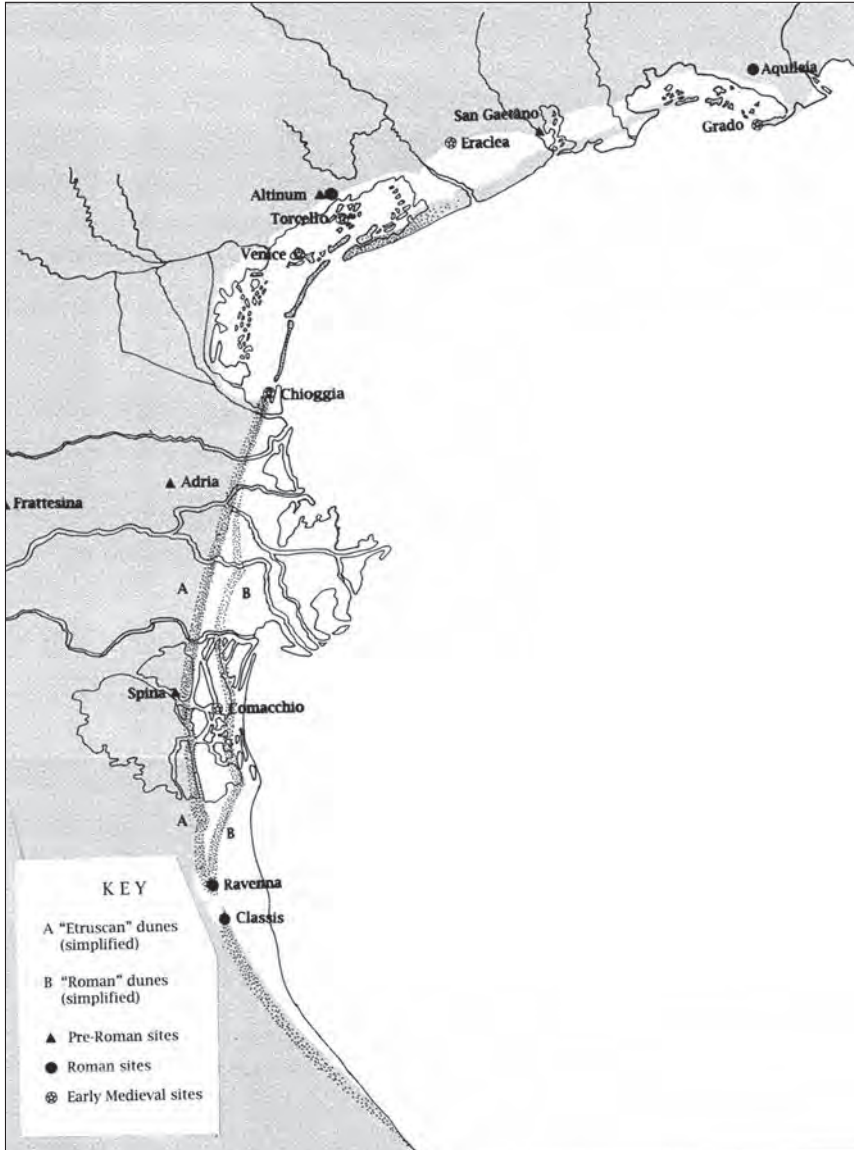 Aquileia
San Gaetano
Grado
Eraclea
Altinum
Torcello
Venice
Chioggia
Adria
Frattesina
A
B
Spina
Comacchio
A
B
Ravenna
Classis
KEY
A "Etruscan" dunes
(simplified)
B "Roman" dunes
(simplified)
Pre-Roman sites
Roman sites
Early Medieval sites